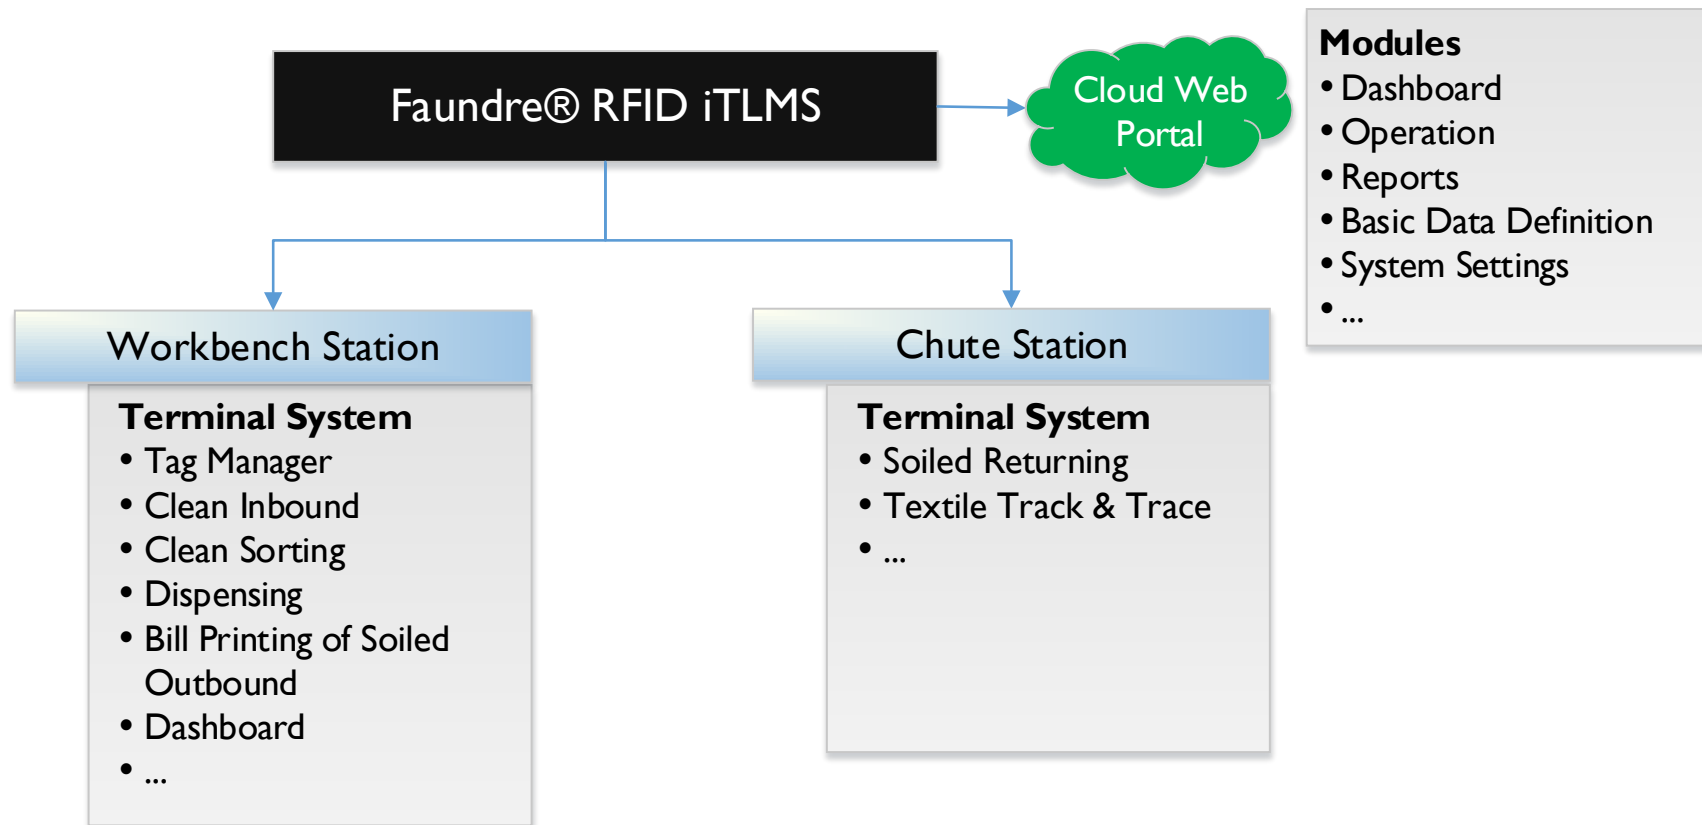 Faundre® RFID iTLMS
Cloud Web
Portal
Modules
• Dashboard
• Operation
• Reports
• Basic Data Definition
• System Settings
• ...
Workbench Station
Terminal System
• Tag Manager
• Clean Inbound
• Clean Sorting
• Dispensing
• Bill Printing of Soiled
Outbound
• Dashboard
• ...
Chute Station
Terminal System
• Soiled Returning
• Textile Track & Trace
• ...